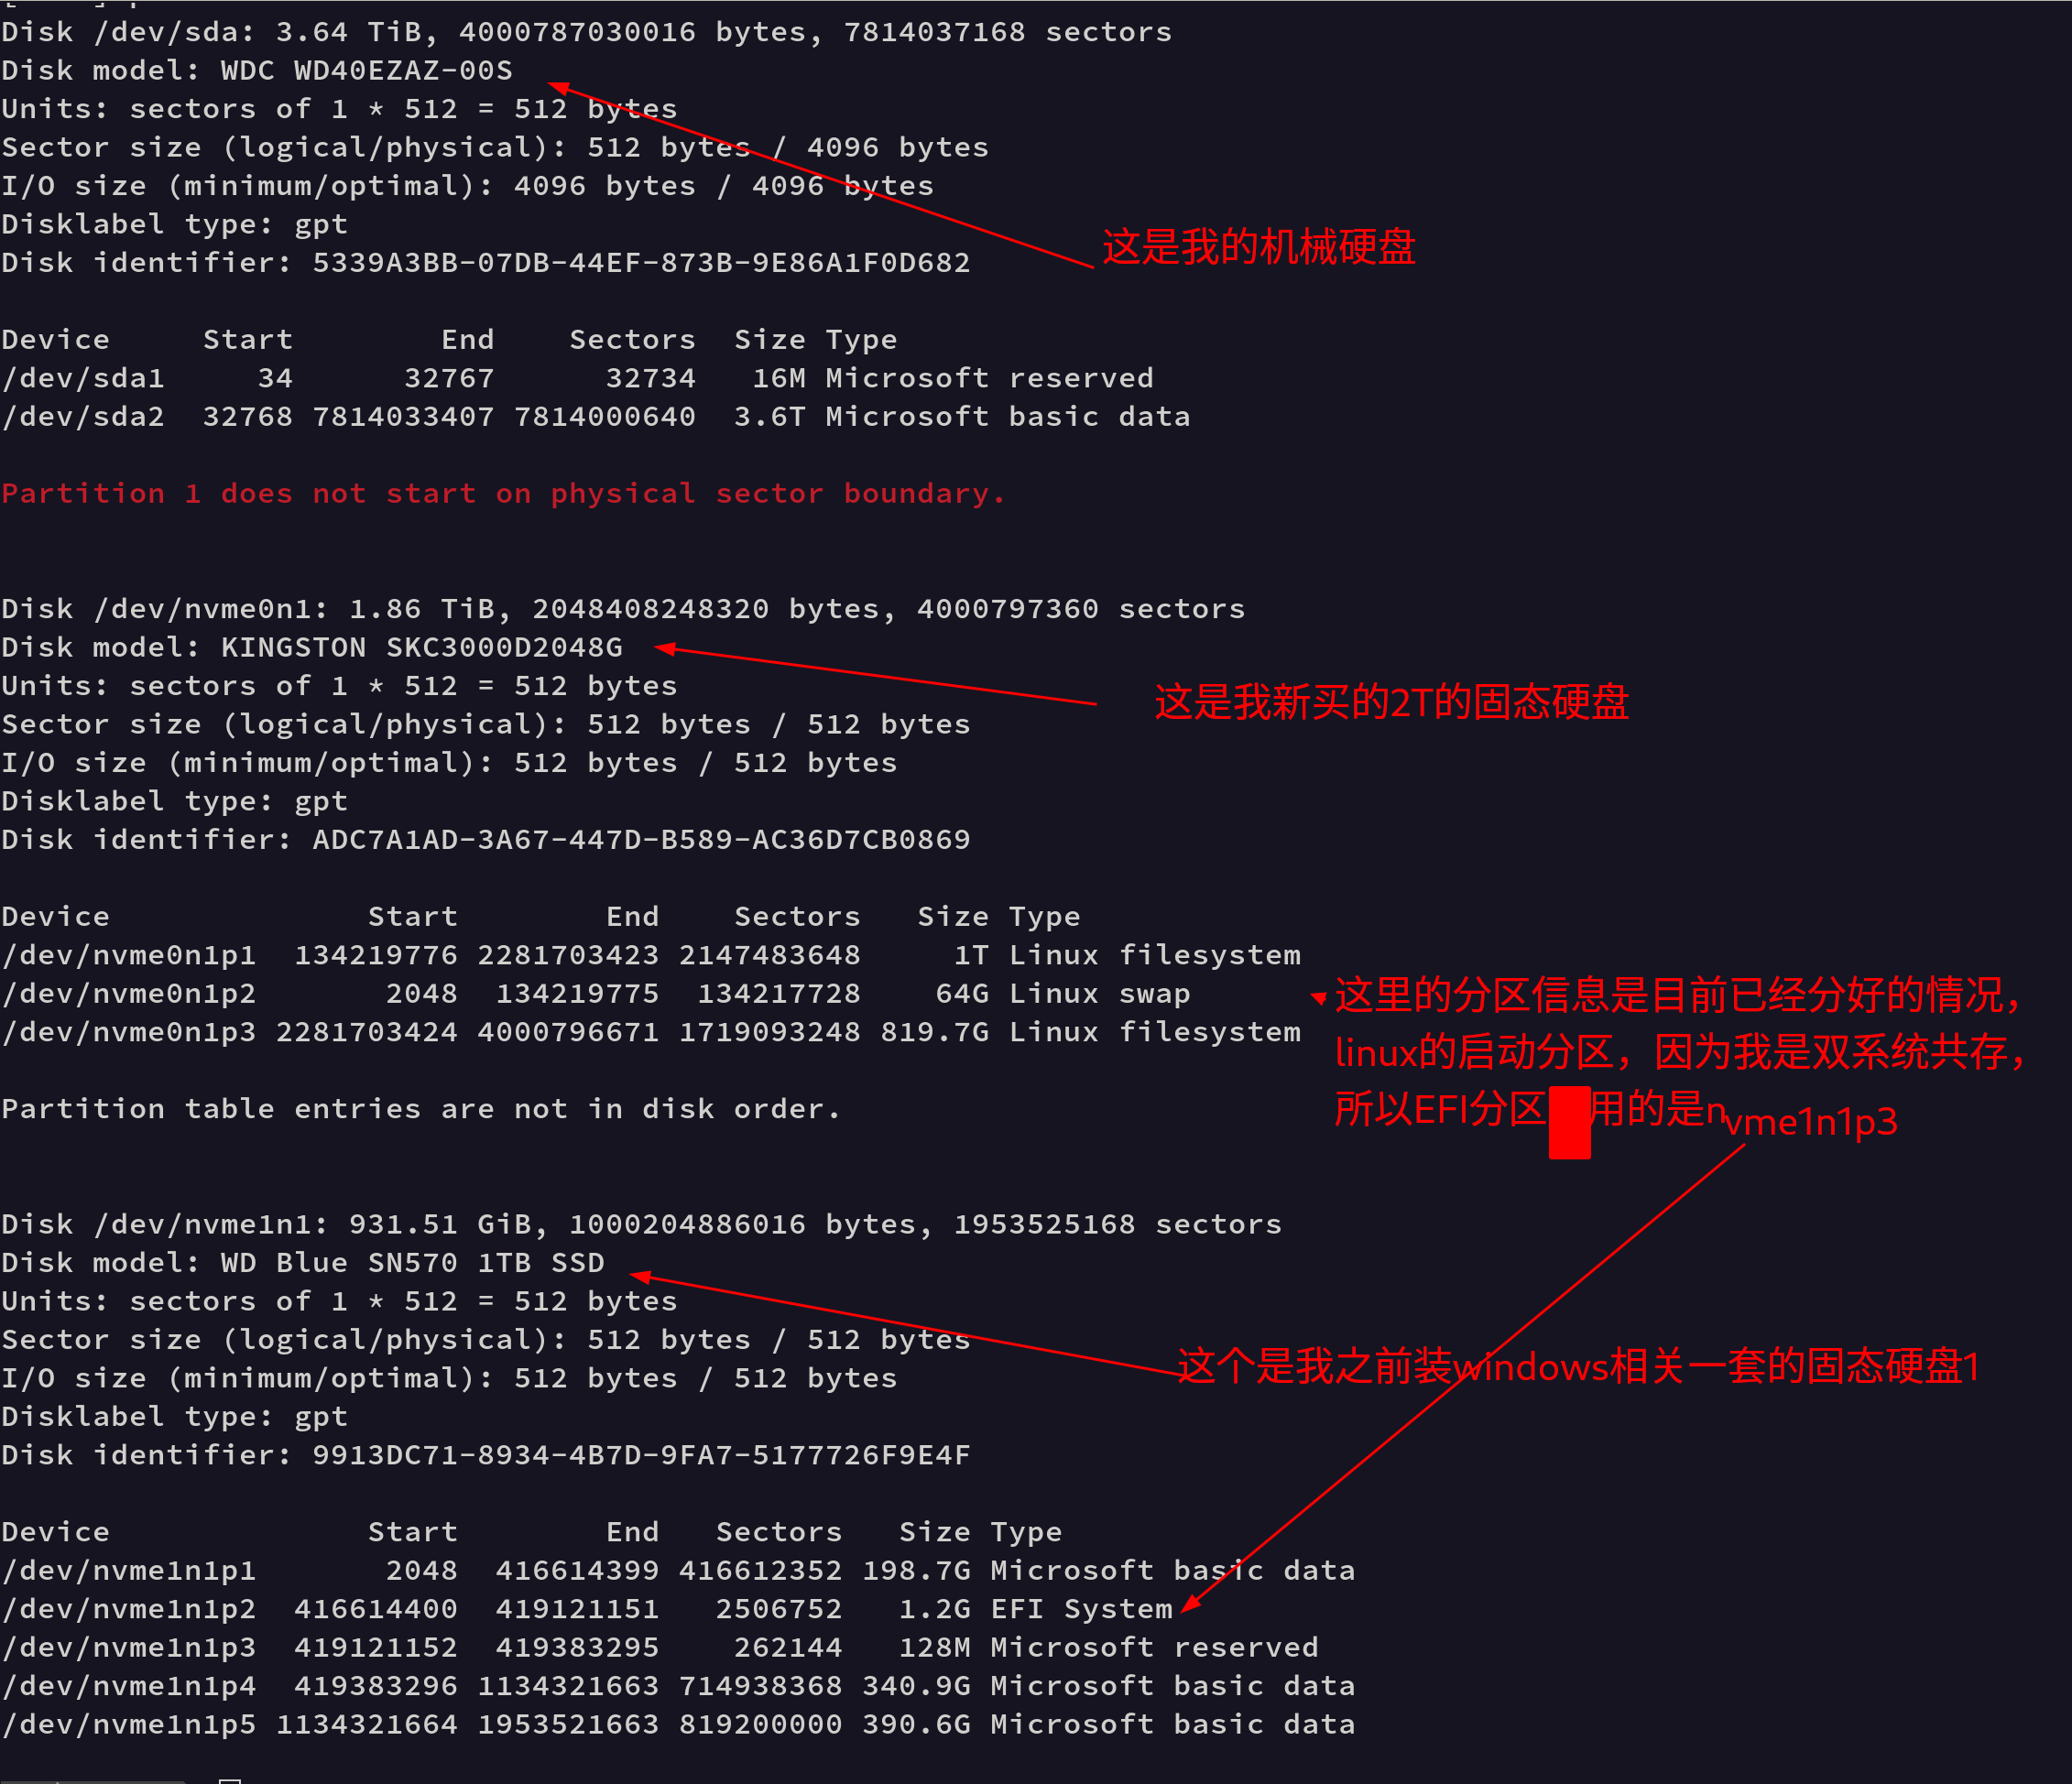 Disk /dev/sda: 3.64 TiB, 4000787030016 bytes, 7814037168 sectors
Disk model: WDC WD40EZAZ-00S
Units: sectors of 1 * 512 = 512 bytes
Sector size (logical/physical): 512 bytes / 4096 bytes
I/O size (minimum/optimal): 4096 bytes / 4096 bytes
Disklabel type: gpt
这是我的机械硬盘
Disk identifier: 5339A3BB-07DB-44EF-873B-9E86A1F0D682
Device Start End Sectors Size Type
/dev/sda1 34 32767 32734 16M Microsoft reserved
/dev/sda2 32768 7814033407 7814000640 3.6T Microsoft basic data
Partition 1 does not start on physical sector boundary.
Disk /dev/nvme0n1: 1.86 TiB, 2048408248320 bytes, 4000797360 sectors
Disk model: KINGSTON SKC3000D2048G
Units: sectors of 1 * 512 = 512 bytes
这是我新买的2T的固态硬盘
Sector size (logical/physical): 512 bytes / 512 bytes
I/O size (minimum/optimal): 512 bytes / 512 bytes
Disklabel type: gpt
Disk identifier: ADC7A1AD-3A67-447D-B589-AC36D7CB0869
Device Start End Sectors Size Type
/dev/nvme0n1p1 134219776 2281703423 2147483648 1T Linux filesystem
/dev/nvme0n1p2 2048 134219775 134217728 64G Linux swap
/dev/nvme0n1p3 2281703424 4000796671 1719093248 819.7G Linux filesystem
这里的分区信息是目前已经分好的情况，
linux的启动分区，因为我是双系统共存，
所以EFI分区 用的是nvme1n1p3
Partition table entries are not in disk order.
Disk /dev/nvme1n1: 931.51 GiB, 1000204886016 bytes, 1953525168 sectors
Disk model: WD Blue SN570 1TB SSD
Units: sectors of 1 * 512 = 512 bytes
Sector size (logical/physical): 512 bytes / 512 bytes
这个是我之前装windows相关一套的固态硬盘1
I/O size (minimum/optimal): 512 bytes / 512 bytes
Disklabel type: gpt
Disk identifier: 9913DC71-8934-4B7D-9FA7-5177726F9E4F
Device Start End Sectors Size Type
/dev/nvme1n1p1 2048 416614399 416612352 198.7G Microsoft basic data
/dev/nvme1n1p2 416614400 419121151 2506752 1.2G EFI System
/dev/nvme1n1p3 419121152 419383295 262144 128M Microsoft reserved
/dev/nvme1n1p4 419383296 1134321663 714938368 340.9G Microsoft basic data
/dev/nvme1n1p5 1134321664 1953521663 819200000 390.6G Microsoft basic data